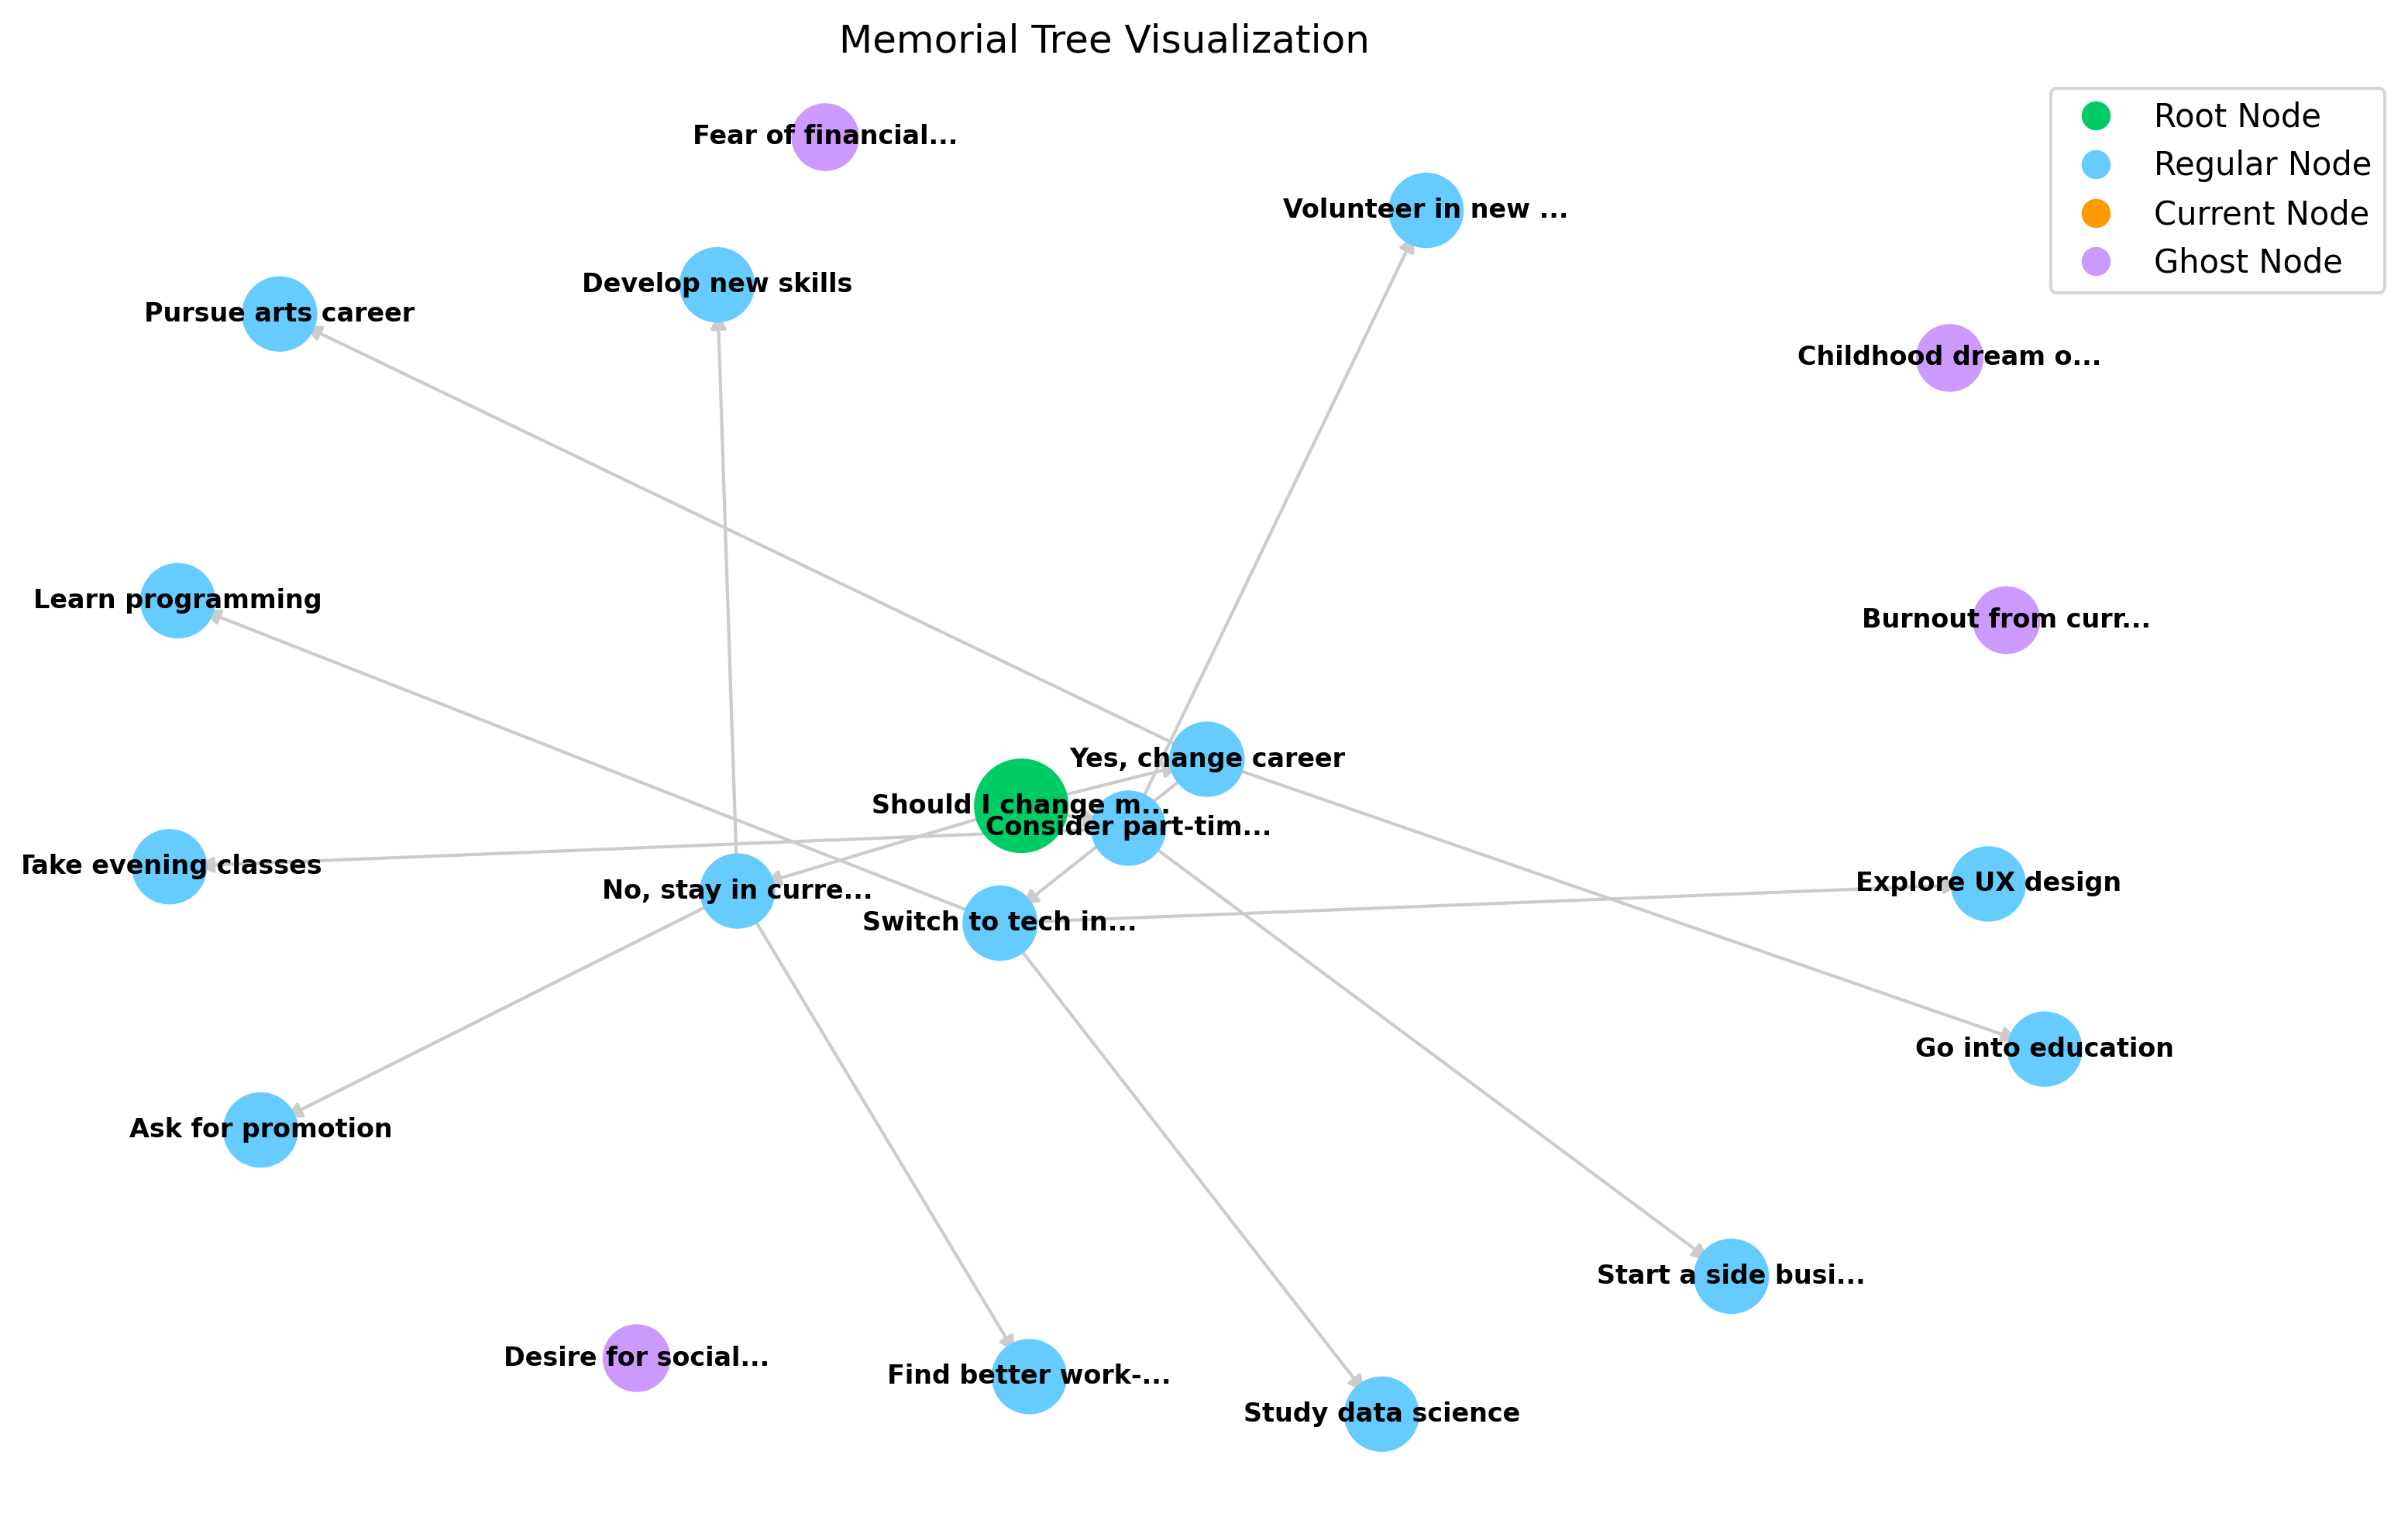 Memorial Tree Visualization
Root Node
Regular Node
Current Node
Ghost Node
Fear of financial...
Volunteer in new ...
Develop new skills
Pursue arts career
Childhood dream o...
Learn programming
Burnout from curr...
Yes, change career
Should I change m...
Consider part-tim...
Take evening classes
No, stay in curre...
Explore UX design
Switch to tech in...
Go into education
Ask for promotion
Start a side busi...
Desire for social...
Find better work-...
Study data science